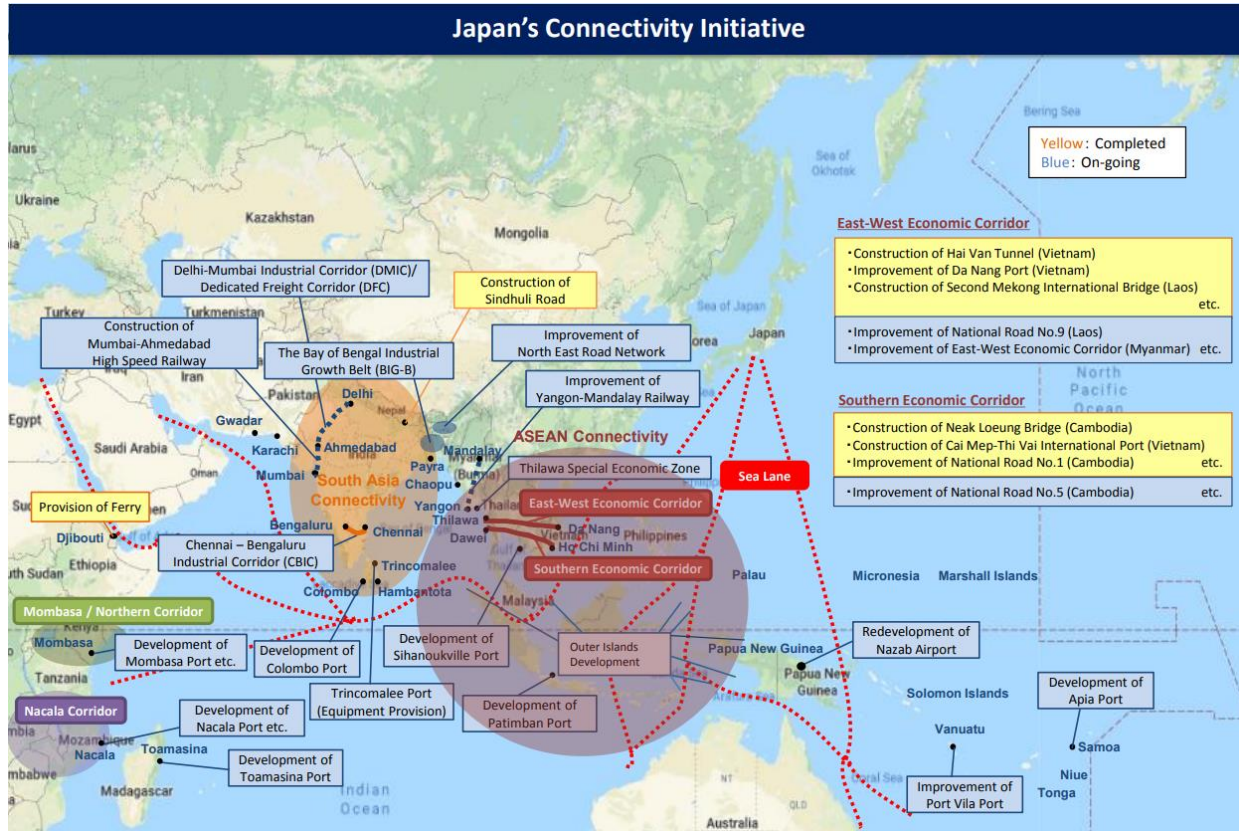 Japan's Connectivity Initiative
Bering Sea
Yellow： Completed
Blue： On-going
Sea of
Okhotsk
Ukraine
Kazakhstan
Mongolia
East-West Economic Corridor
・Construction of Hai Van Tunnel (Vietnam)
・Improvement of Da Nang Port (Vietnam)
・Construction of Second Mekong International Bridge (Laos)
etc.
・Improvement of National Road No.9 (Laos)
・Improvement of East-West Economic Corridor (Myanmar) etc.
North
Pacific
Ocean
Southern Economic Corridor
・Construction of Neak Loeung Bridge (Cambodia)
・Construction of Cai Mep-Thi Vai International Port (Vietnam)
・Improvement of National Road No.1 (Cambodia) etc.
・Improvement of National Road No.5 (Cambodia) etc.
Delhi-Mumbai Industrial Corridor (DMIC)/
Dedicated Freight Corridor (DFC)
Construction of
Sindhuli Road
Turkey
Turkmenistan
Sea of Japan
Japan
Construction of
Mumbai-Ahmedabad
High Speed Railway
The Bay of Bengal Industrial
Growth Belt (BIG-B)
Improvement of
North East Road Network
Improvement of
Yangon-Mandalay Railway
Iraq
Iran
Pakistan
Egypt
Saudi Arabia
Oman
Gwadar
Karachi
Delhi
Nepal
Ahmedabad
India
Mumbai
South Asia
Connectivity
Payra
Chaopu
Mandalay
Myanmar
(Burma)
ASEAN Connectivity
Thilawa Special Economic Zone
Yangon
Thailand
Thilawa
Dawei
East-West Economic Corridor
Da Nang
Vietnam
Ho Chi Minh
Philippines
Southern Economic Corridor
Sea Lane
Provision of Ferry
Djibouti
Ethiopia
Bengaluru
Chennai
Chennai – Bengaluru
Industrial Corridor (CBIC)
Trincomalee
Colombo
Hambantota
Malaysia
Palau
Micronesia
Marshall Islands
Mombasa / Northern Corridor
Kenya
Mombasa
Development of
Mombasa Port etc.
Tanzania
Development of
Colombo Port
Trincomalee Port
(Equipment Provision)
Development of
Sihanoukville Port
Outer Islands
Development
Development of
Patimban Port
Papua New Guinea
Papua New
Guinea
Redevelopment of
Nazab Airport
Solomon Islands
Development of
Apia Port
Vanuatu
Samoa
Niue
Tonga
Improvement of
Port Vila Port
Coral Sea
Nacala Corridor
Mozambique
Nacala
Development of
Nacala Port etc.
Toamasina
Development of
Toamasina Port
Madagascar
Indian
Ocean
NT
QLD
Australia